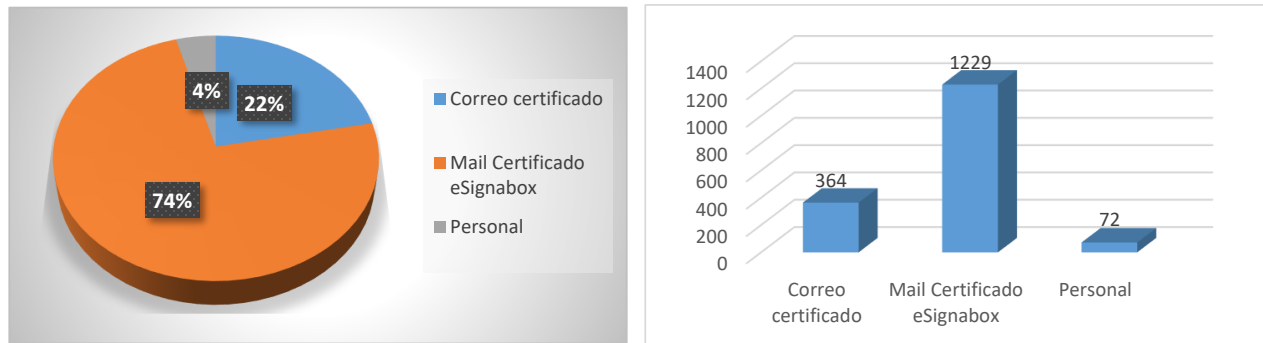 4%
22%
74%
Correo certificado
Mail Certificado
eSignabox
Personal
1400
1200
1000
800
600
400
200
0
364
1229
72
Correo
certificado
Mail Certificado
eSignabox
Personal